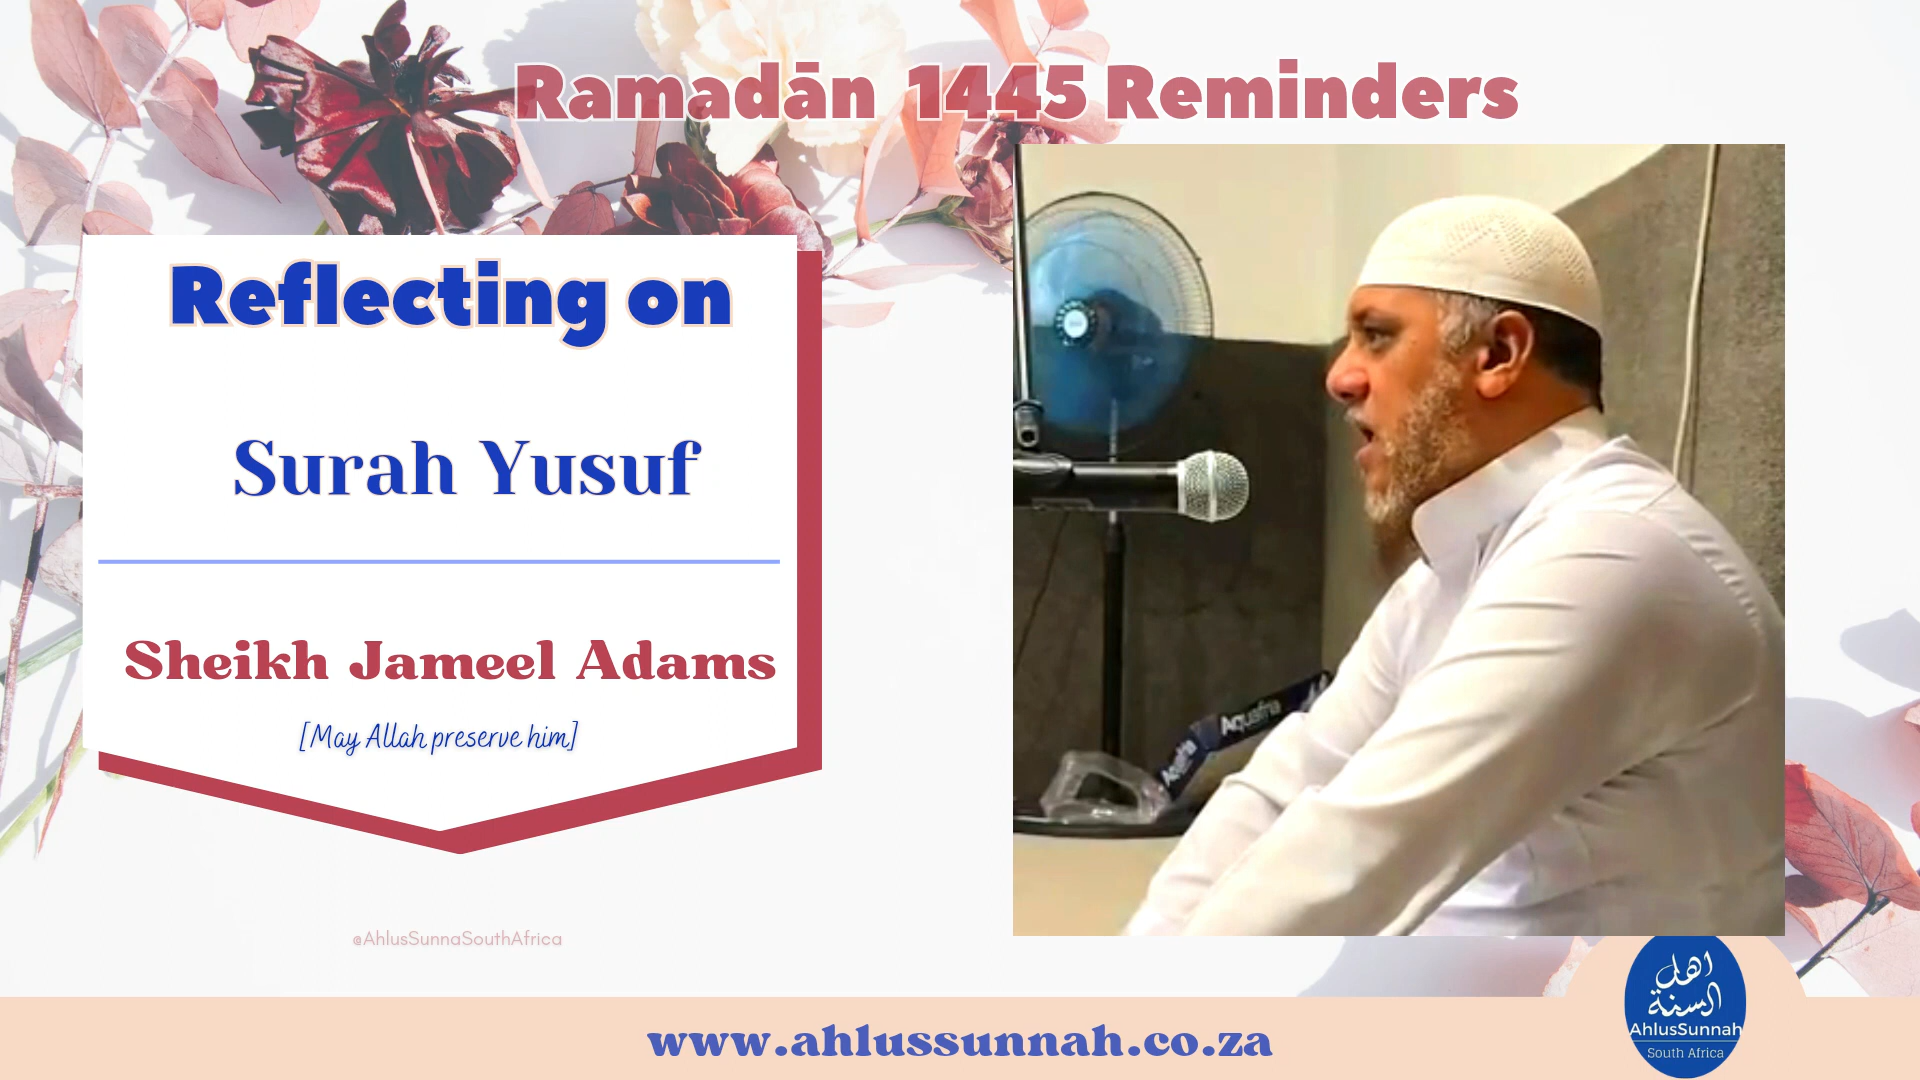 Ramadān 1445 Reminders
Reflecting on
Surah Yusuf
Sheikh Jameel Adams
[May Allah preserve him]
Aquafina
@AhlusSunnaSouthAfrica
www.ahlussunnah.co.za
اهل
السنة
AhlusSunnah
South Africa